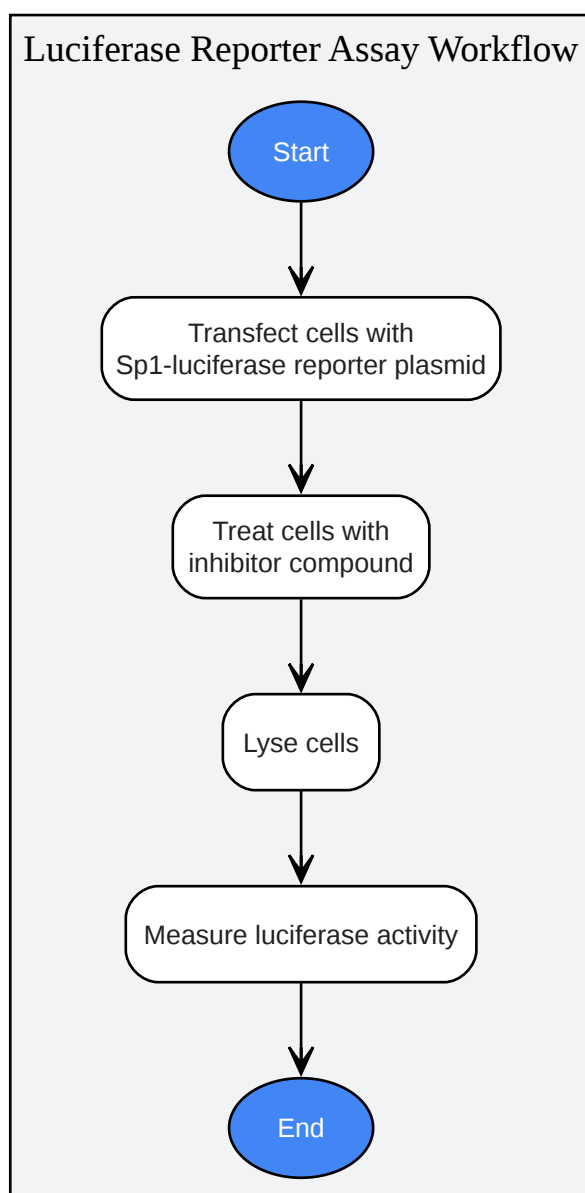 Luciferase Reporter Assay Workflow
Start
Transfect cells with
Sp1-luciferase reporter plasmid
Treat cells with
inhibitor compound
Lyse cells
Measure luciferase activity
End